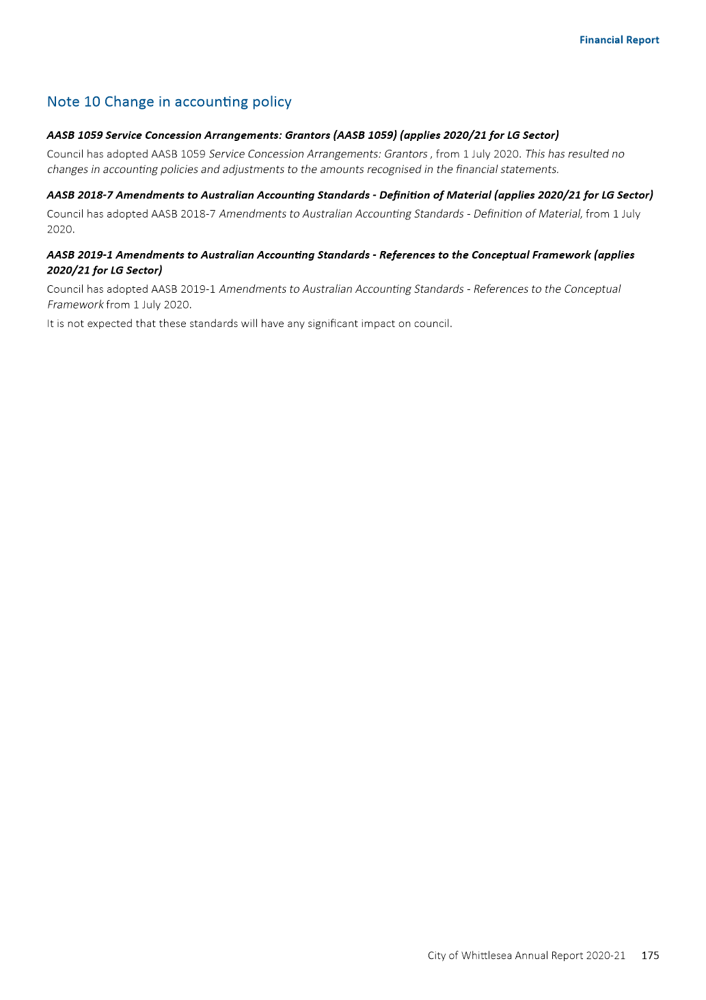 Financial Report
Note 10 Change in accounting policy
AASB 1059 Service Concession Arrangements: Grantors (AASB 1059) (applies 2020/21 for LG Sector)
Council has adopted AASB 1059 Service Concession Arrangements: Grantors , from 1 July 2020. This has resulted no
changes in accounting policies and adjustments to the amounts recognised in the financial statements.
AASB 2018-7 Amendments to Australian Accounting Standards - Definition of Material (applies 2020/21 for LG Sector)
Council has adopted AASB 2018-7 Amendments to Australian Accounting Standards - Definition of Material, from 1 July
2020.
AASB 2019-1 Amendments to Australian Accounting Standards - References to the Conceptual Framework (applies
2020/21 for LG Sector)
Council has adopted AASB 2019-1 Amendments to Australian Accounting Standards - References to the Conceptual
Framework from 1 July 2020.
It is not expected that these standards will have any significant impact on council.
City of Whittlesea Annual Report 2020-21 175